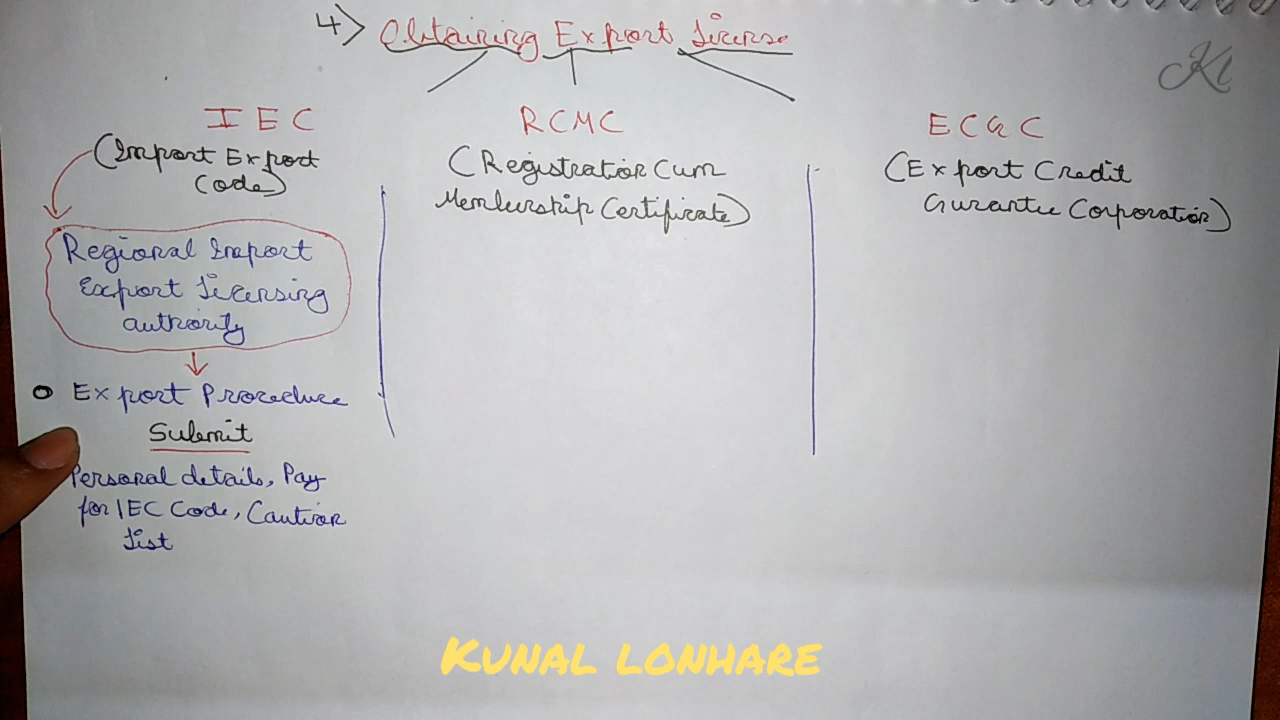 4> Obtaining Export License
Kl
IEC
(Import Export
Code)
Regional Import
Export Licensing
authority
Export Procedure
Submit
Personal details, Pay
for IEC Code, Caution
List
RCMC
(Registration Cum
Membership Certificate)
ECGC
(Export Credit
Gurantee Corporation)
KUNAL LONHARE